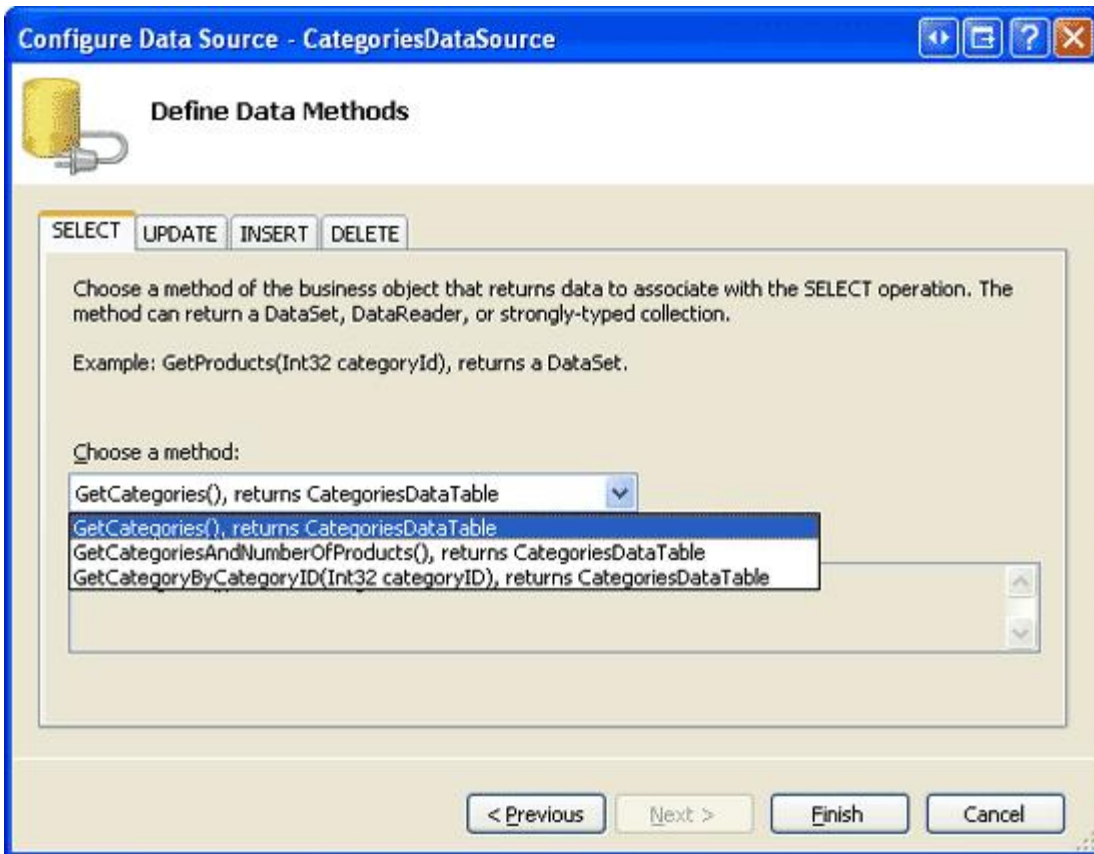 Configure Data Source - CategoriesDataSource
Define Data Methods
SELECT UPDATE INSERT DELETE
Choose a method of the business object that returns data to associate with the SELECT operation. The
method can return a DataSet, DataReader, or strongly-typed collection.
Example: GetProducts(Int32 categoryId), returns a DataSet.
Choose a method:
GetCategories(), returns CategoriesDataTable
GetCategories(), returns CategoriesDataTable
GetCategoriesAndNumberOfProducts(), returns CategoriesDataTable
GetCategoryByCategoryID(Int32 categoryID), returns CategoriesDataTable
< Previous Next > Finish Cancel